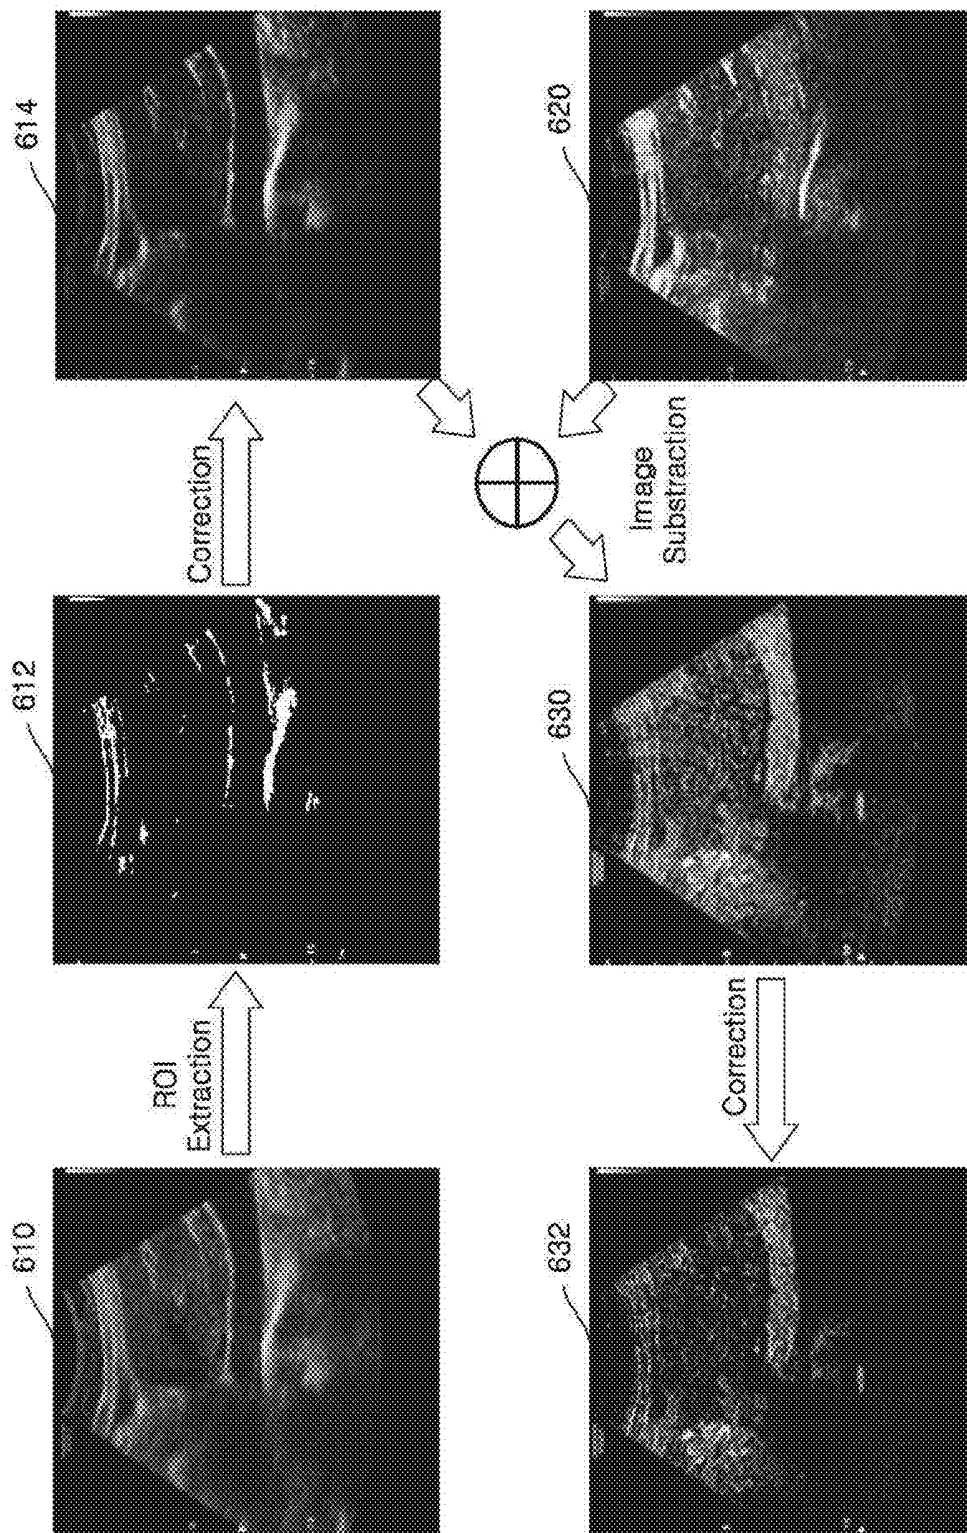 610
ROI
Extraction
612
Correction
614
632
Correction
630
Image
Substraction
620